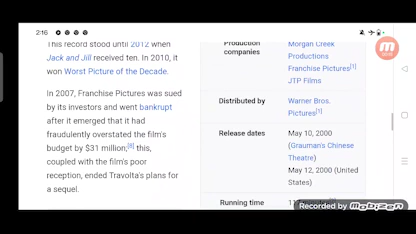 2:16
This record stood until 2012 when
Jack and Jill received ten. In 2010, it
won Worst Picture of the Decade.
In 2007, Franchise Pictures was sued
by its investors and went bankrupt
after it emerged that it had
fraudulently overstated the film's
budget by $31 million;[8] this,
coupled with the film's poor
reception, ended Travolta's plans for
a sequel.
Production
companies
Morgan Creek
Productions
Franchise Pictures[1]
JTP Films
Distributed by
Warner Bros.
Pictures[1]
Release dates
May 10, 2000
(Grauman's Chinese
Theatre)
May 12, 2000 (United
States)
Running time
Recorded by Mobizen